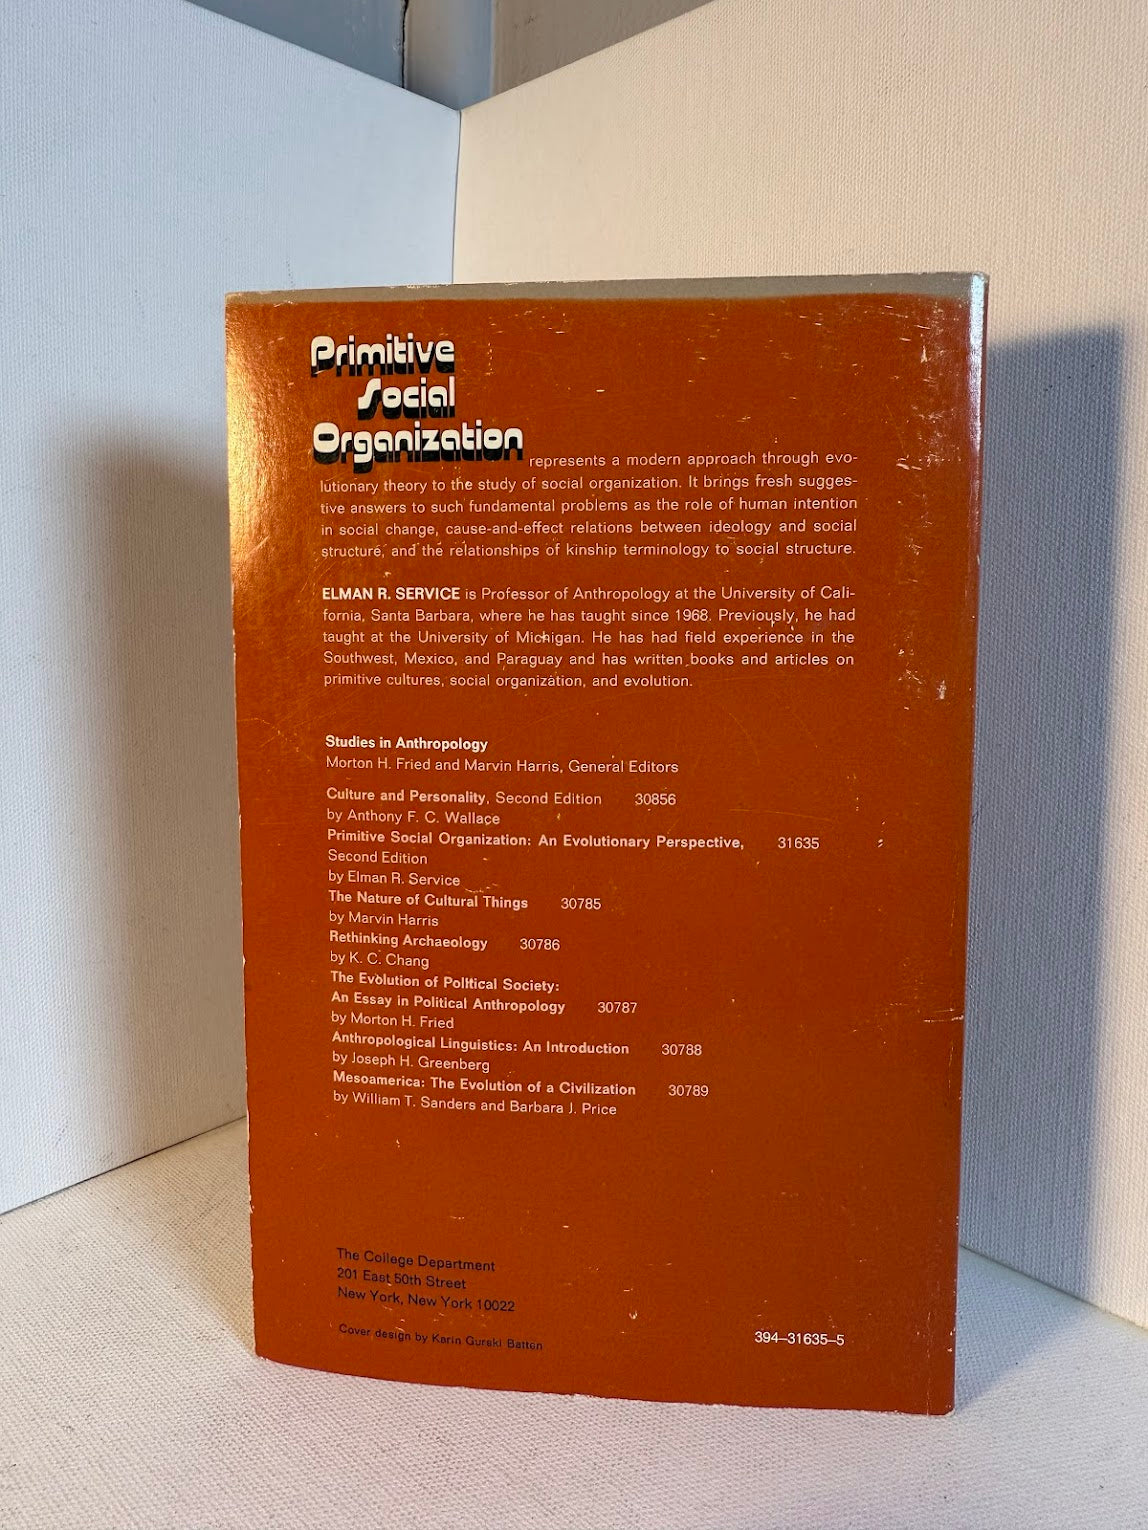 Primitive
Social
Organization
represents a modern approach through evo-
lutionary theory to the study of social organization. It brings fresh sugges-
tive answers to such fundamental problems as the role of human intention
in social change, cause-and-effect relations between ideology and social
structure, and the relationships of kinship terminology to social structure.
ELMAN R. SERVICE is Professor of Anthropology at the University of Cali-
fornia, Santa Barbara, where he has taught since 1968. Previously, he had
taught at the University of Michigan. He has had field experience in the
Southwest, Mexico, and Paraguay and has written books and articles on
primitive cultures, social organization, and evolution.
Studies in Anthropology
Morton H. Fried and Marvin Harris, General Editors
Culture and Personality, Second Edition 30856
by Anthony F. C. Wallace
Primitive Social Organization: An Evolutionary Perspective, 31635
Second Edition
by Elman R. Service
The Nature of Cultural Things 30785
by Marvin Harris
Rethinking Archaeology 30786
by K. C. Chang
The Evolution of Political Society:
An Essay in Political Anthropology 30787
by Morton H. Fried
Anthropological Linguistics: An Introduction 30788
by Joseph H. Greenberg
Mesoamerica: The Evolution of a Civilization 30789
by William T. Sanders and Barbara J. Price
The College Department
201 East 50th Street
New York, New York 10022
Cover design by Karin Gurski Batten
394-31635-5